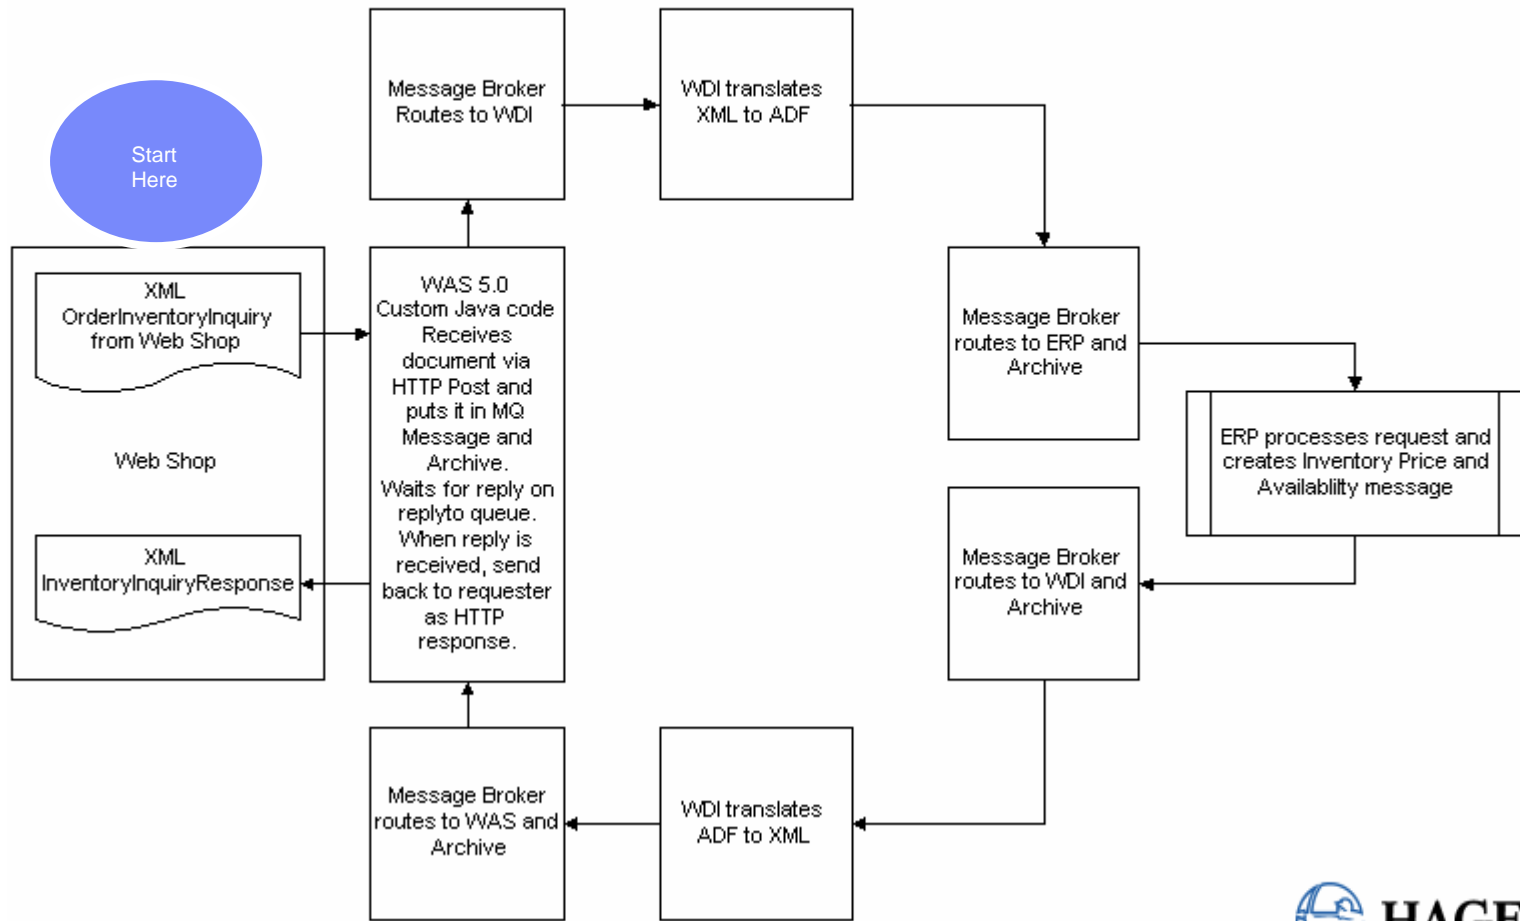 Start
Here
XML
OrderInventoryInquiry
from Web Shop
Web Shop
XML
InventoryInquiryResponse
WAS 5.0
Custom Java code
Receives
document via
HTTP Post and
puts it in MQ
Message and
Archive.
Waits for reply on
replyto queue.
When reply is
received, send
back to requester
as HTTP
response.
Message Broker
Routes to WDI
WDI translates
XML to ADF
Message Broker
routes to ERP and
Archive
ERP processes request and
creates Inventory Price and
Availablilty message
Message Broker
routes to WDI and
Archive
WDI translates
ADF to XML
Message Broker
routes to WAS and
Archive